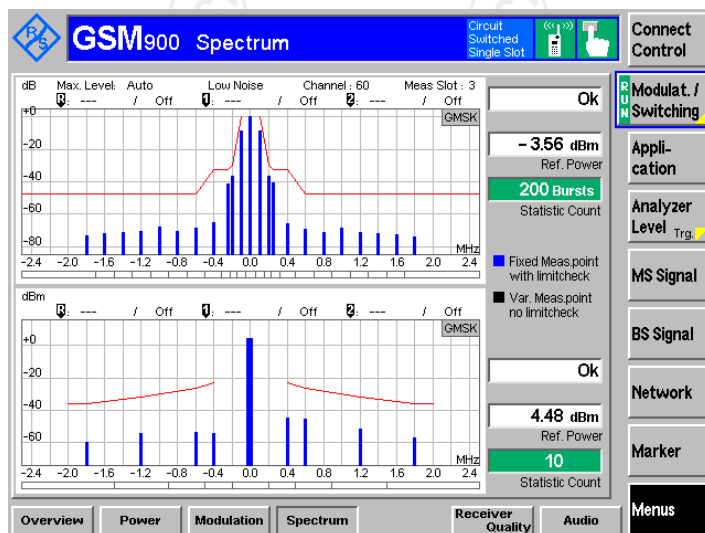 R S
GSM900 Spectrum
Circuit
Switched
Single Slot
Connect
Control
RUN
Modulat. /
Switching
Appli-
cation
Analyzer
Level Trg.
MS Signal
BS Signal
Network
Marker
Menus
dB Max. Level: Auto Low Noise Channel : 60 Meas Slot : 3
R : --- / Off 1 : --- / Off 2 : --- / Off
GMSK
+0
-20
-40
-60
-80
MHz
-2.4 -2.0 -1.6 -1.2 -0.8 -0.4 0.0 0.4 0.8 1.2 1.6 2.0 2.4
Ok
- 3.56 dBm
Ref. Power
200 Bursts
Statistic Count
Fixed Meas.point
with limitcheck
Var. Meas.point
no limitcheck
dBm
R : --- / Off 1 : --- / Off 2 : --- / Off
GMSK
+0
-20
-40
-60
MHz
-2.4 -2.0 -1.6 -1.2 -0.8 -0.4 0.0 0.4 0.8 1.2 1.6 2.0 2.4
Ok
4.48 dBm
Ref. Power
10
Statistic Count
Overview Power Modulation Spectrum Receiver Quality Audio